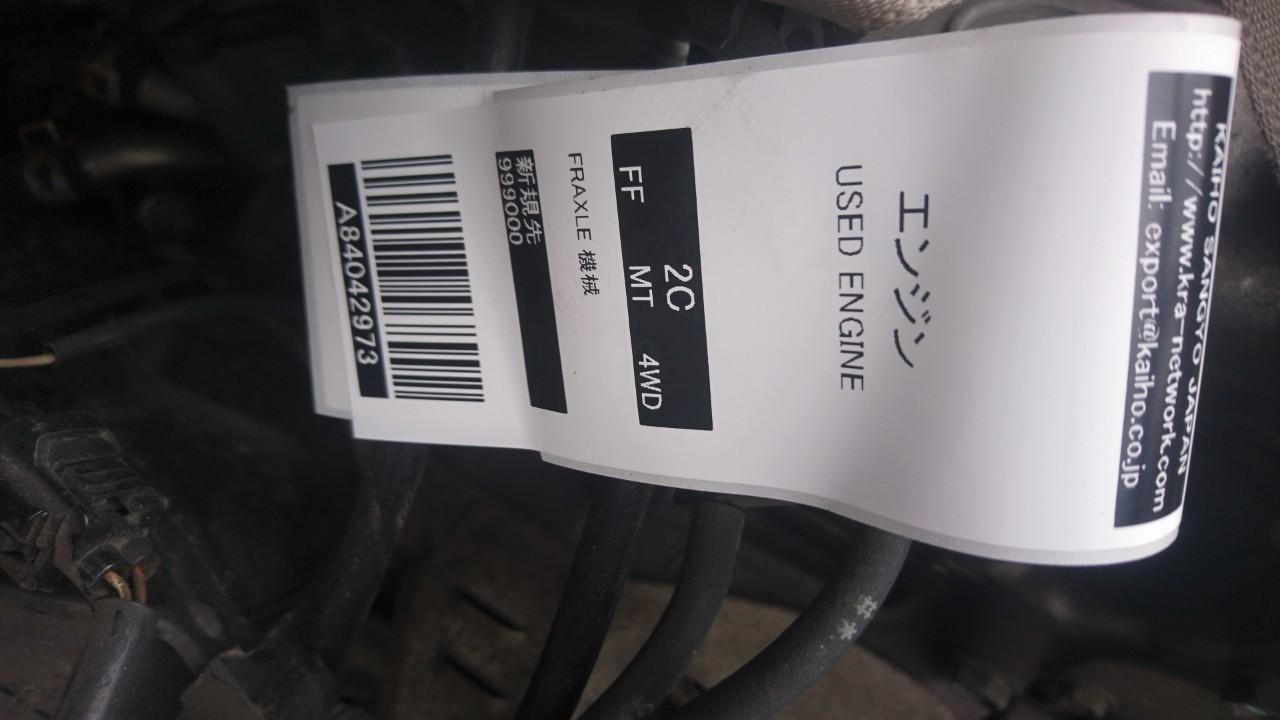 KAIHO SANGYO JAPAN
http://www.kra-network.com
Email: export@kaiho.co.jp
エンジン
USED ENGINE
2C
FF MT 4WD
FRAXLE 機械
新規先
999000
A84042973